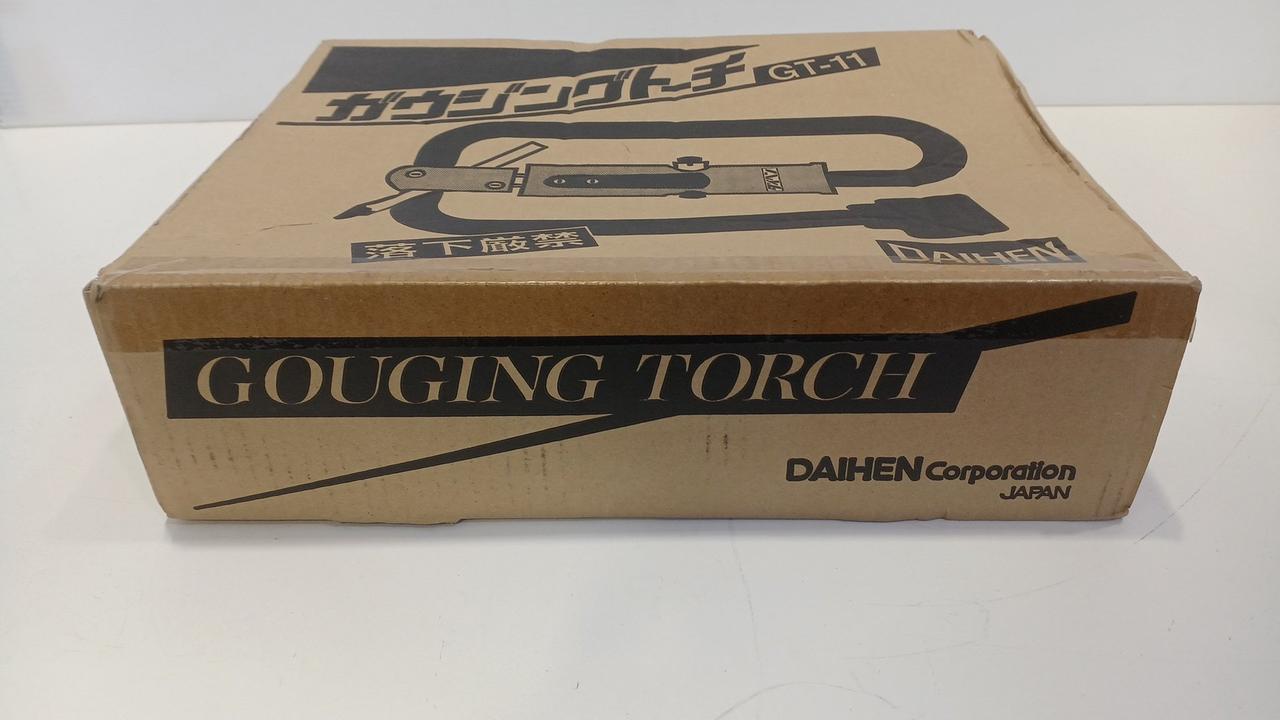 ガウジングトーチ GT-11
落下厳禁
DAIHEN
GOUGING TORCH
DAIHEN Corporation
JAPAN